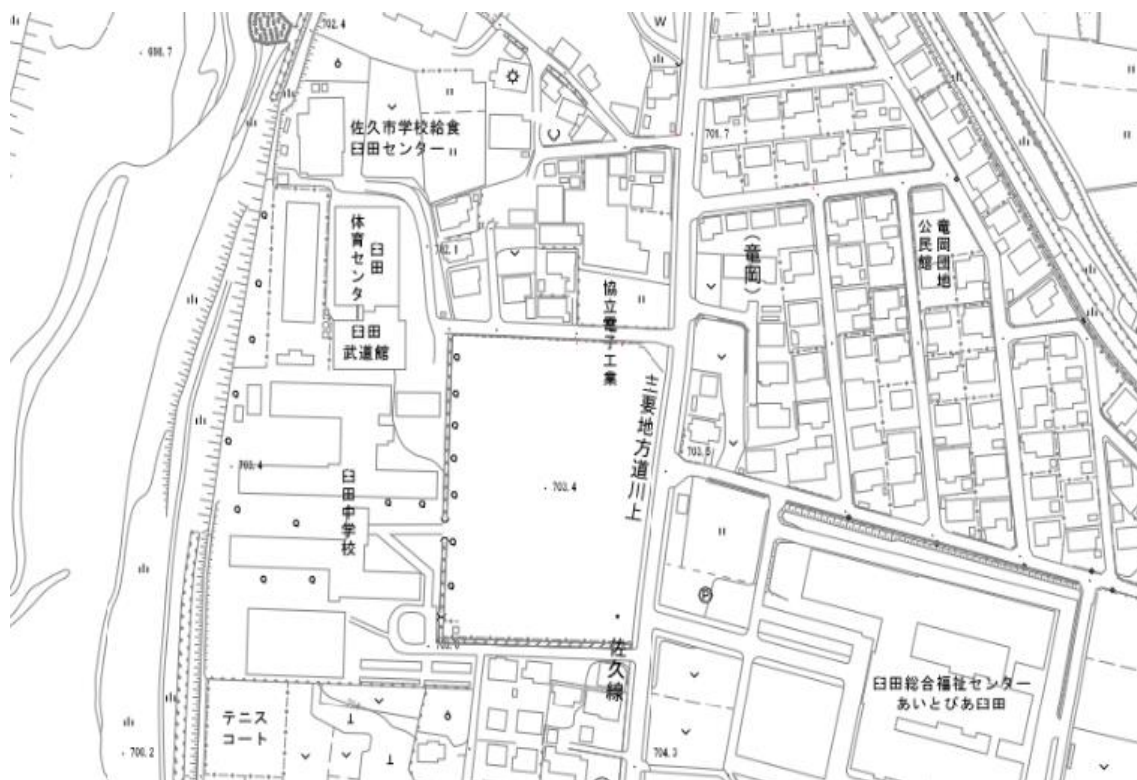 702.4
698.7
W
佐久市学校給食
臼田センター
701.7
臼田
体育センタ
702.1
(竜岡)
竜岡団地
公民館
協立電子工業
臼田
武道館
主要地方道川上
佐久線
703.5
703.4
703.4
臼田中学校
P
臼田総合福祉センター
あいとぴあ臼田
テニス
コート
700.2
704.3